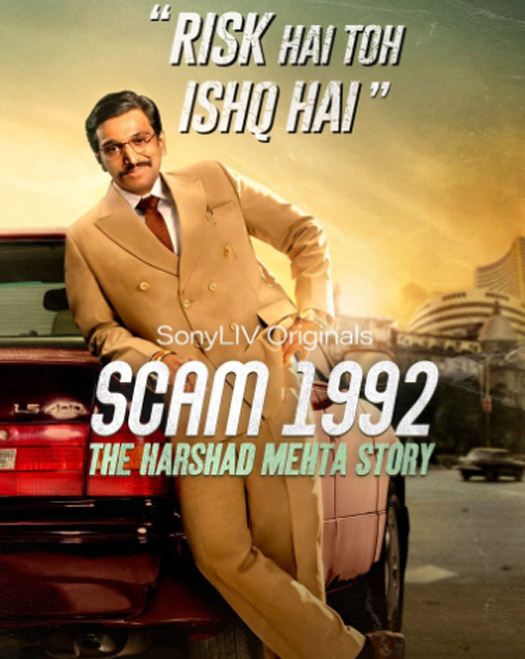 "RISK HAI TOH
ISHQ HAI"
SonyLIV Originals
SCAM 1992
THE HARSHAD MEHTA STORY
LS 400